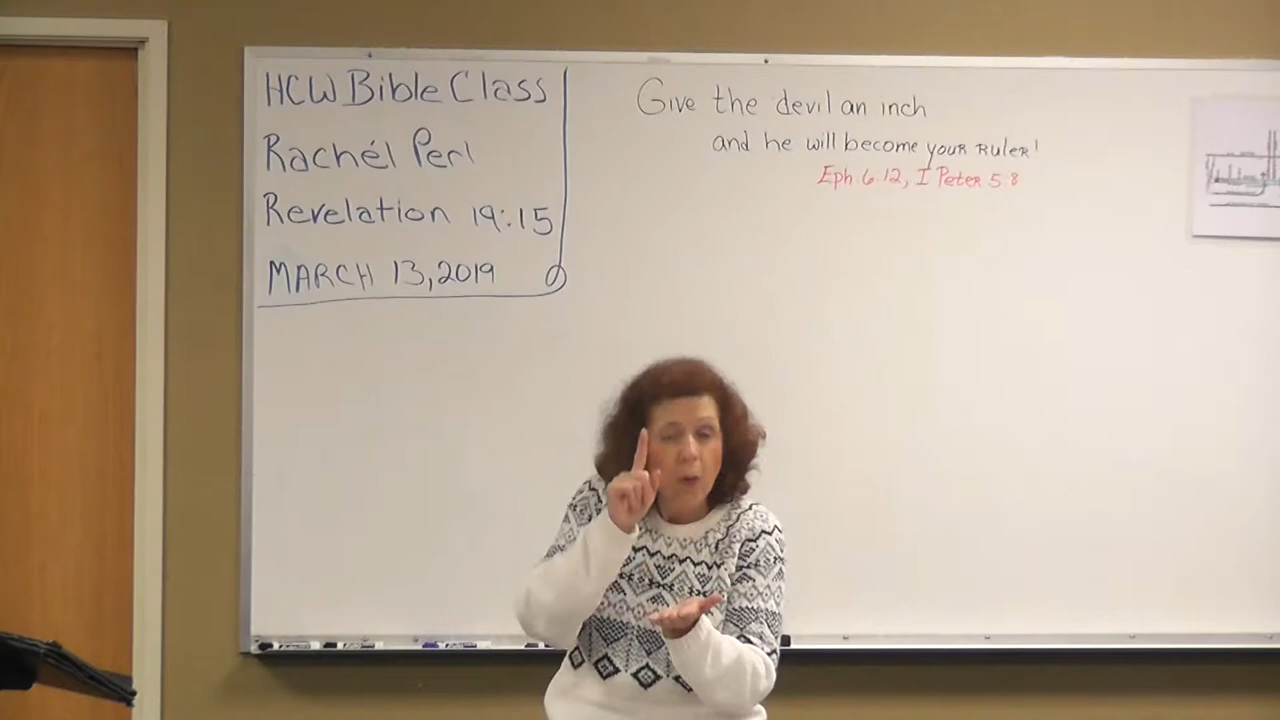 HCW Bible Class
Rachél Perl
Revelation 19:15
MARCH 13, 2019
Give the devil an inch
and he will become your RuleR!
Eph 6:12, I Peter 5:8